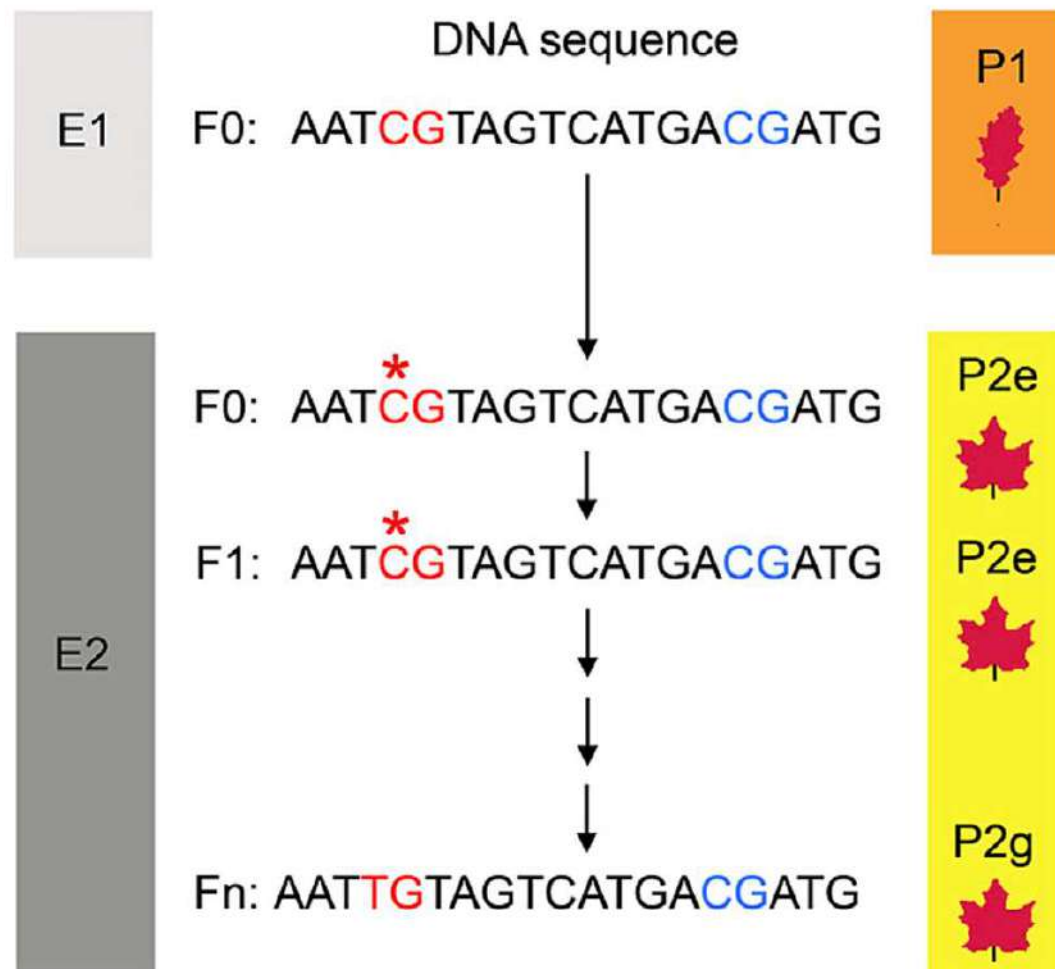 DNA sequence
E1
F0: AATCGTAGTCATGACGATG
P1
*
F0: AATCGTAGTCATGACGATG
P2e
*
F1: AATCGTAGTCATGACGATG
P2e
E2
Fn: AATTGTAGTCATGACGATG
P2g